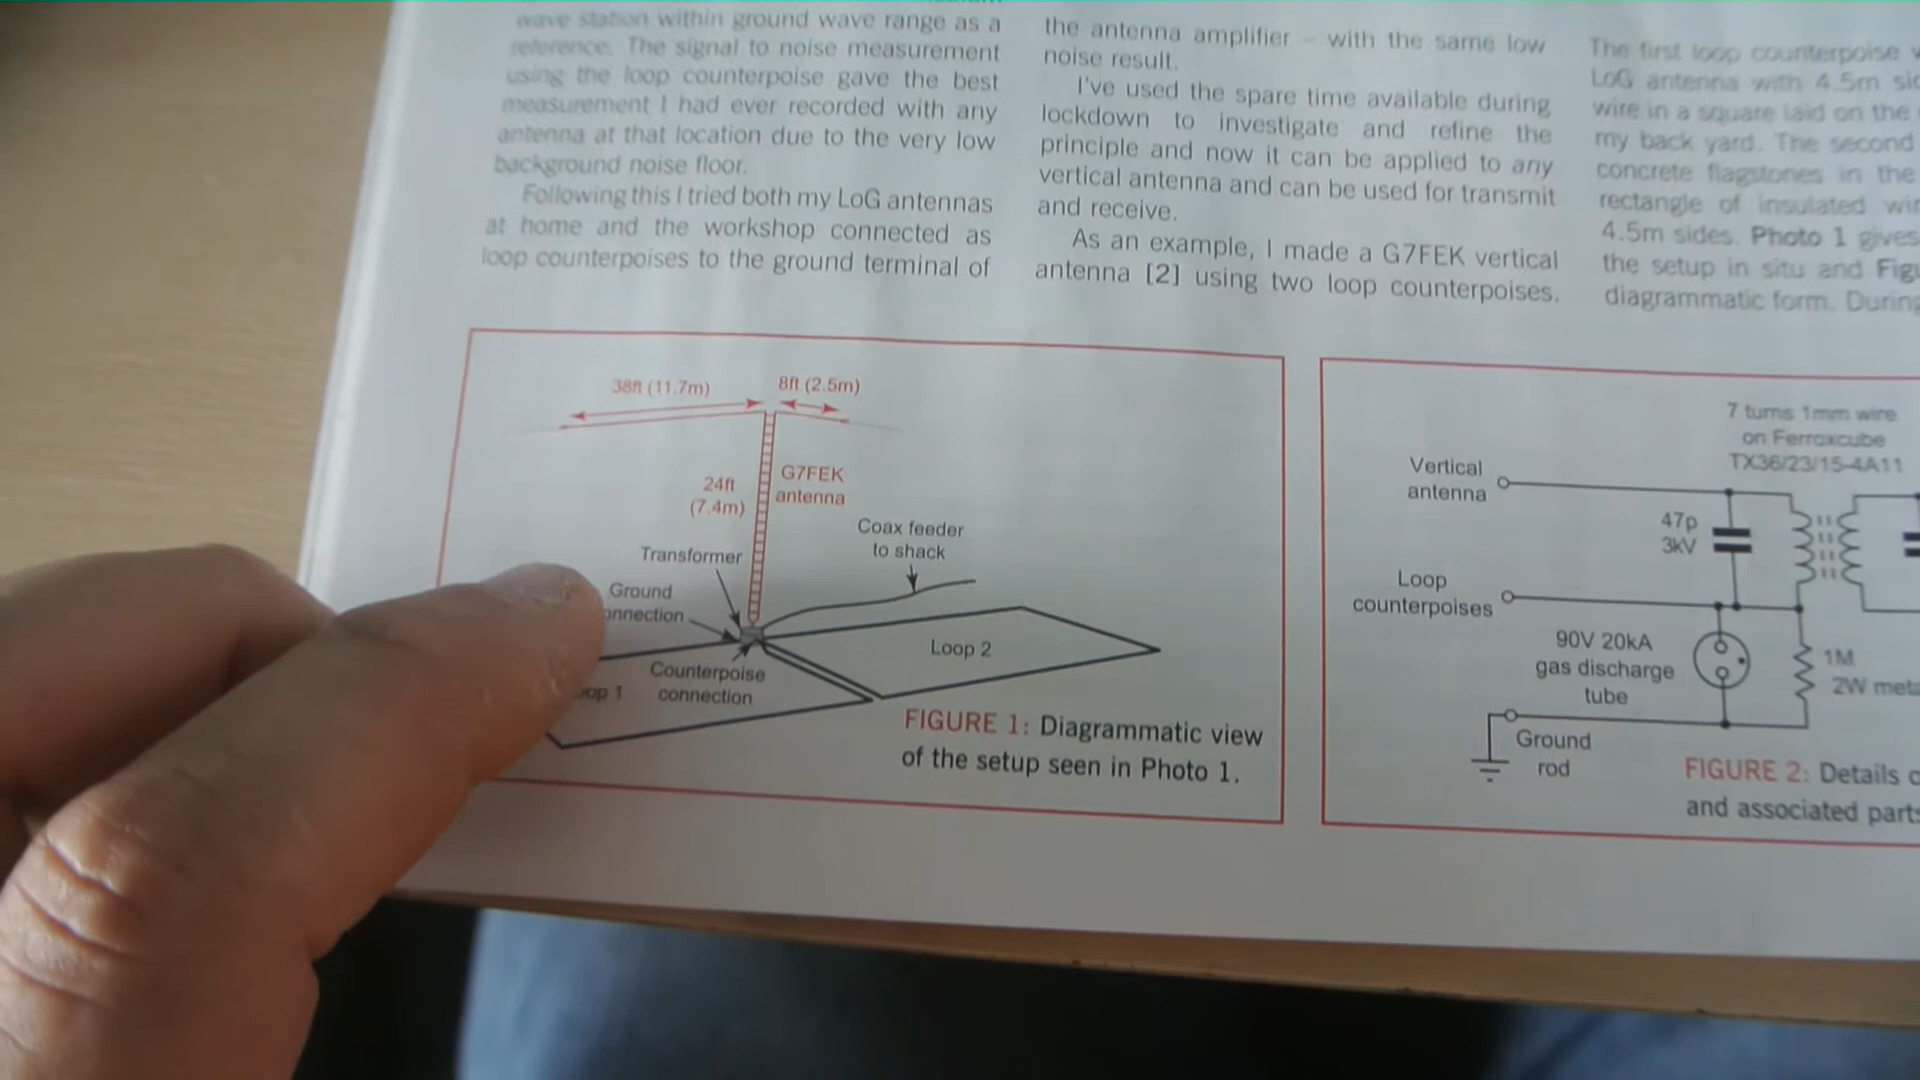 wave station within ground wave range as a
reference. The signal to noise measurement
using the loop counterpoise gave the best
measurement I had ever recorded with any
antenna at that location due to the very low
background noise floor.
Following this I tried both my LoG antennas
at home and the workshop connected as
loop counterpoises to the ground terminal of
the antenna amplifier – with the same low
noise result.
I've used the spare time available during
lockdown to investigate and refine the
principle and now it can be applied to any
vertical antenna and can be used for transmit
and receive.
As an example, I made a G7FEK vertical
antenna [2] using two loop counterpoises.
The first loop counterpoise
LoG antenna with 4.5m
wire in a square laid on the
my back yard. The second
concrete flagstones in the
rectangle of insulated
4.5m sides. Photo 1 gives
the setup in situ and
diagrammatic form.
38ft (11.7m)
8ft (2.5m)
24ft
(7.4m)
G7FEK
antenna
Coax feeder
to shack
Transformer
Ground
onnection
Counterpoise
connection
Loop 2
op 1
FIGURE 1: Diagrammatic view
of the setup seen in Photo 1.
7 turns 1mm wire
on Ferroxcube
TX36/23/15-4A11
Vertical
antenna
47p
3kV
Loop
counterpoises
90V 20kA
gas discharge
tube
1M
2W
Ground
rod
FIGURE 2: Details
and associated parts